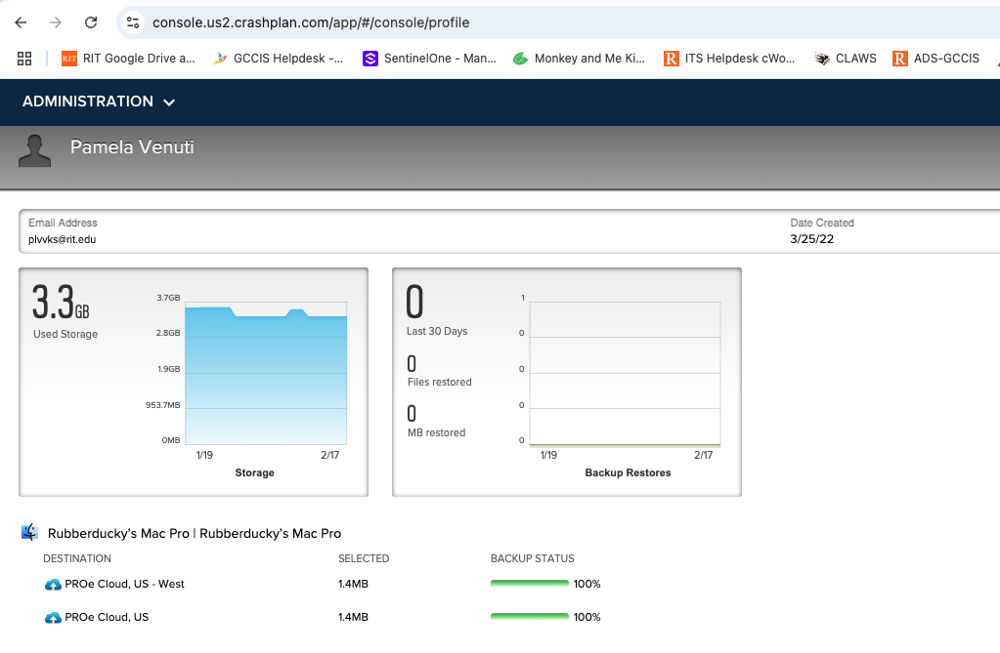 console.us2.crashplan.com/app/#/console/profile
RIT RIT Google Drive a... GCCIS Helpdesk -... SentinelOne - Man... Monkey and Me Ki... R ITS Helpdesk cWo... CLAWS R ADS-GCCIS
ADMINISTRATION
Pamela Venuti
Email Address Date Created
plvvks@rit.edu 3/25/22
3.3GB
Used Storage
3.7GB
2.8GB
1.9GB
953.7MB
0MB
1/19 2/17
Storage
0
Last 30 Days
0
Files restored
0
MB restored
1
0
0
0
0
1/19 2/17
Backup Restores
Rubberducky's Mac Pro | Rubberducky's Mac Pro
DESTINATION SELECTED BACKUP STATUS
PROe Cloud, US - West 1.4MB 100%
PROe Cloud, US 1.4MB 100%